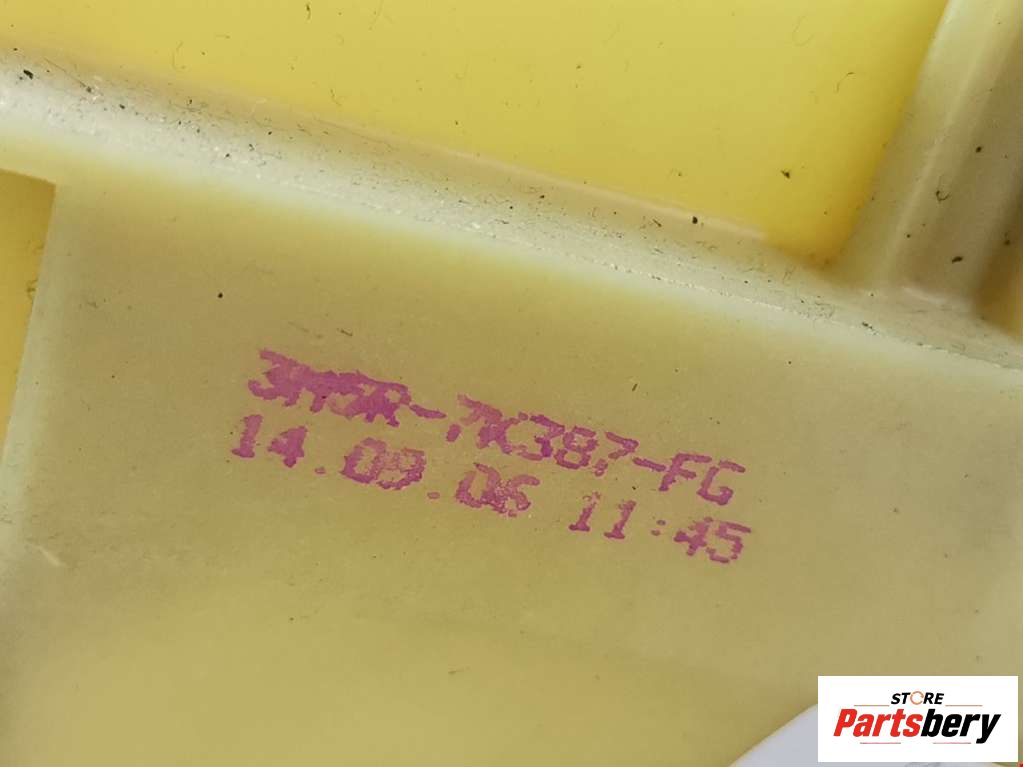 3M5R-7K387-FG
14.09.06 11:45
STORE
Partsbery